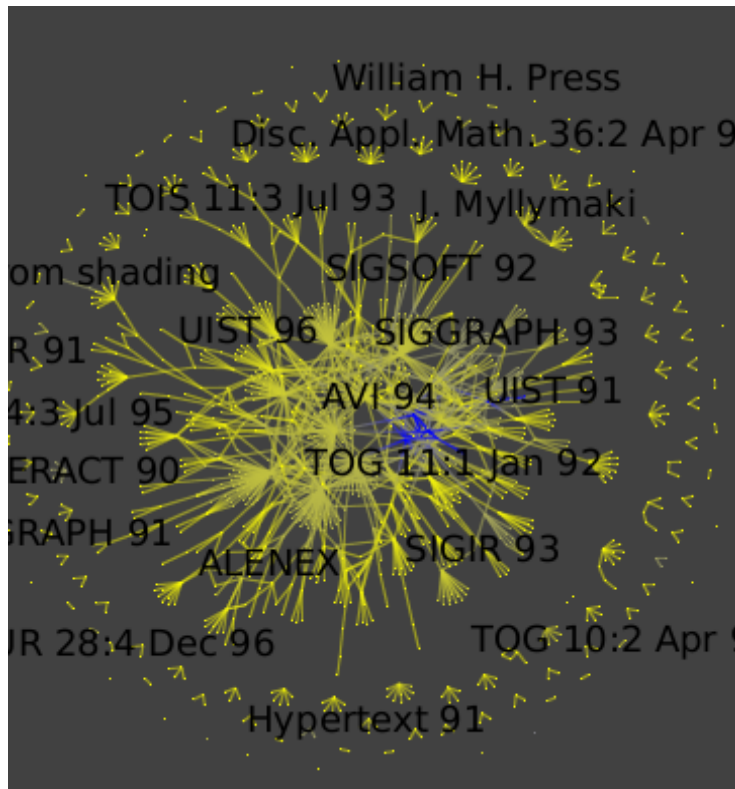 William H. Press
Disc. Appl. Math. 36:2 Apr 9
TOIS 11:3 Jul 93
J. Myllymaki
om shading
SIGSOFT 92
UIST 96
SIGGRAPH 93
R 91
AVI 94
UIST 91
4:3 Jul 95
TOG 11:1 Jan 92
ERACT 90
GRAPH 91
SIGIR 93
ALENEX
UR 28:4 Dec 96
TOG 10:2 Apr 9
Hypertext 91